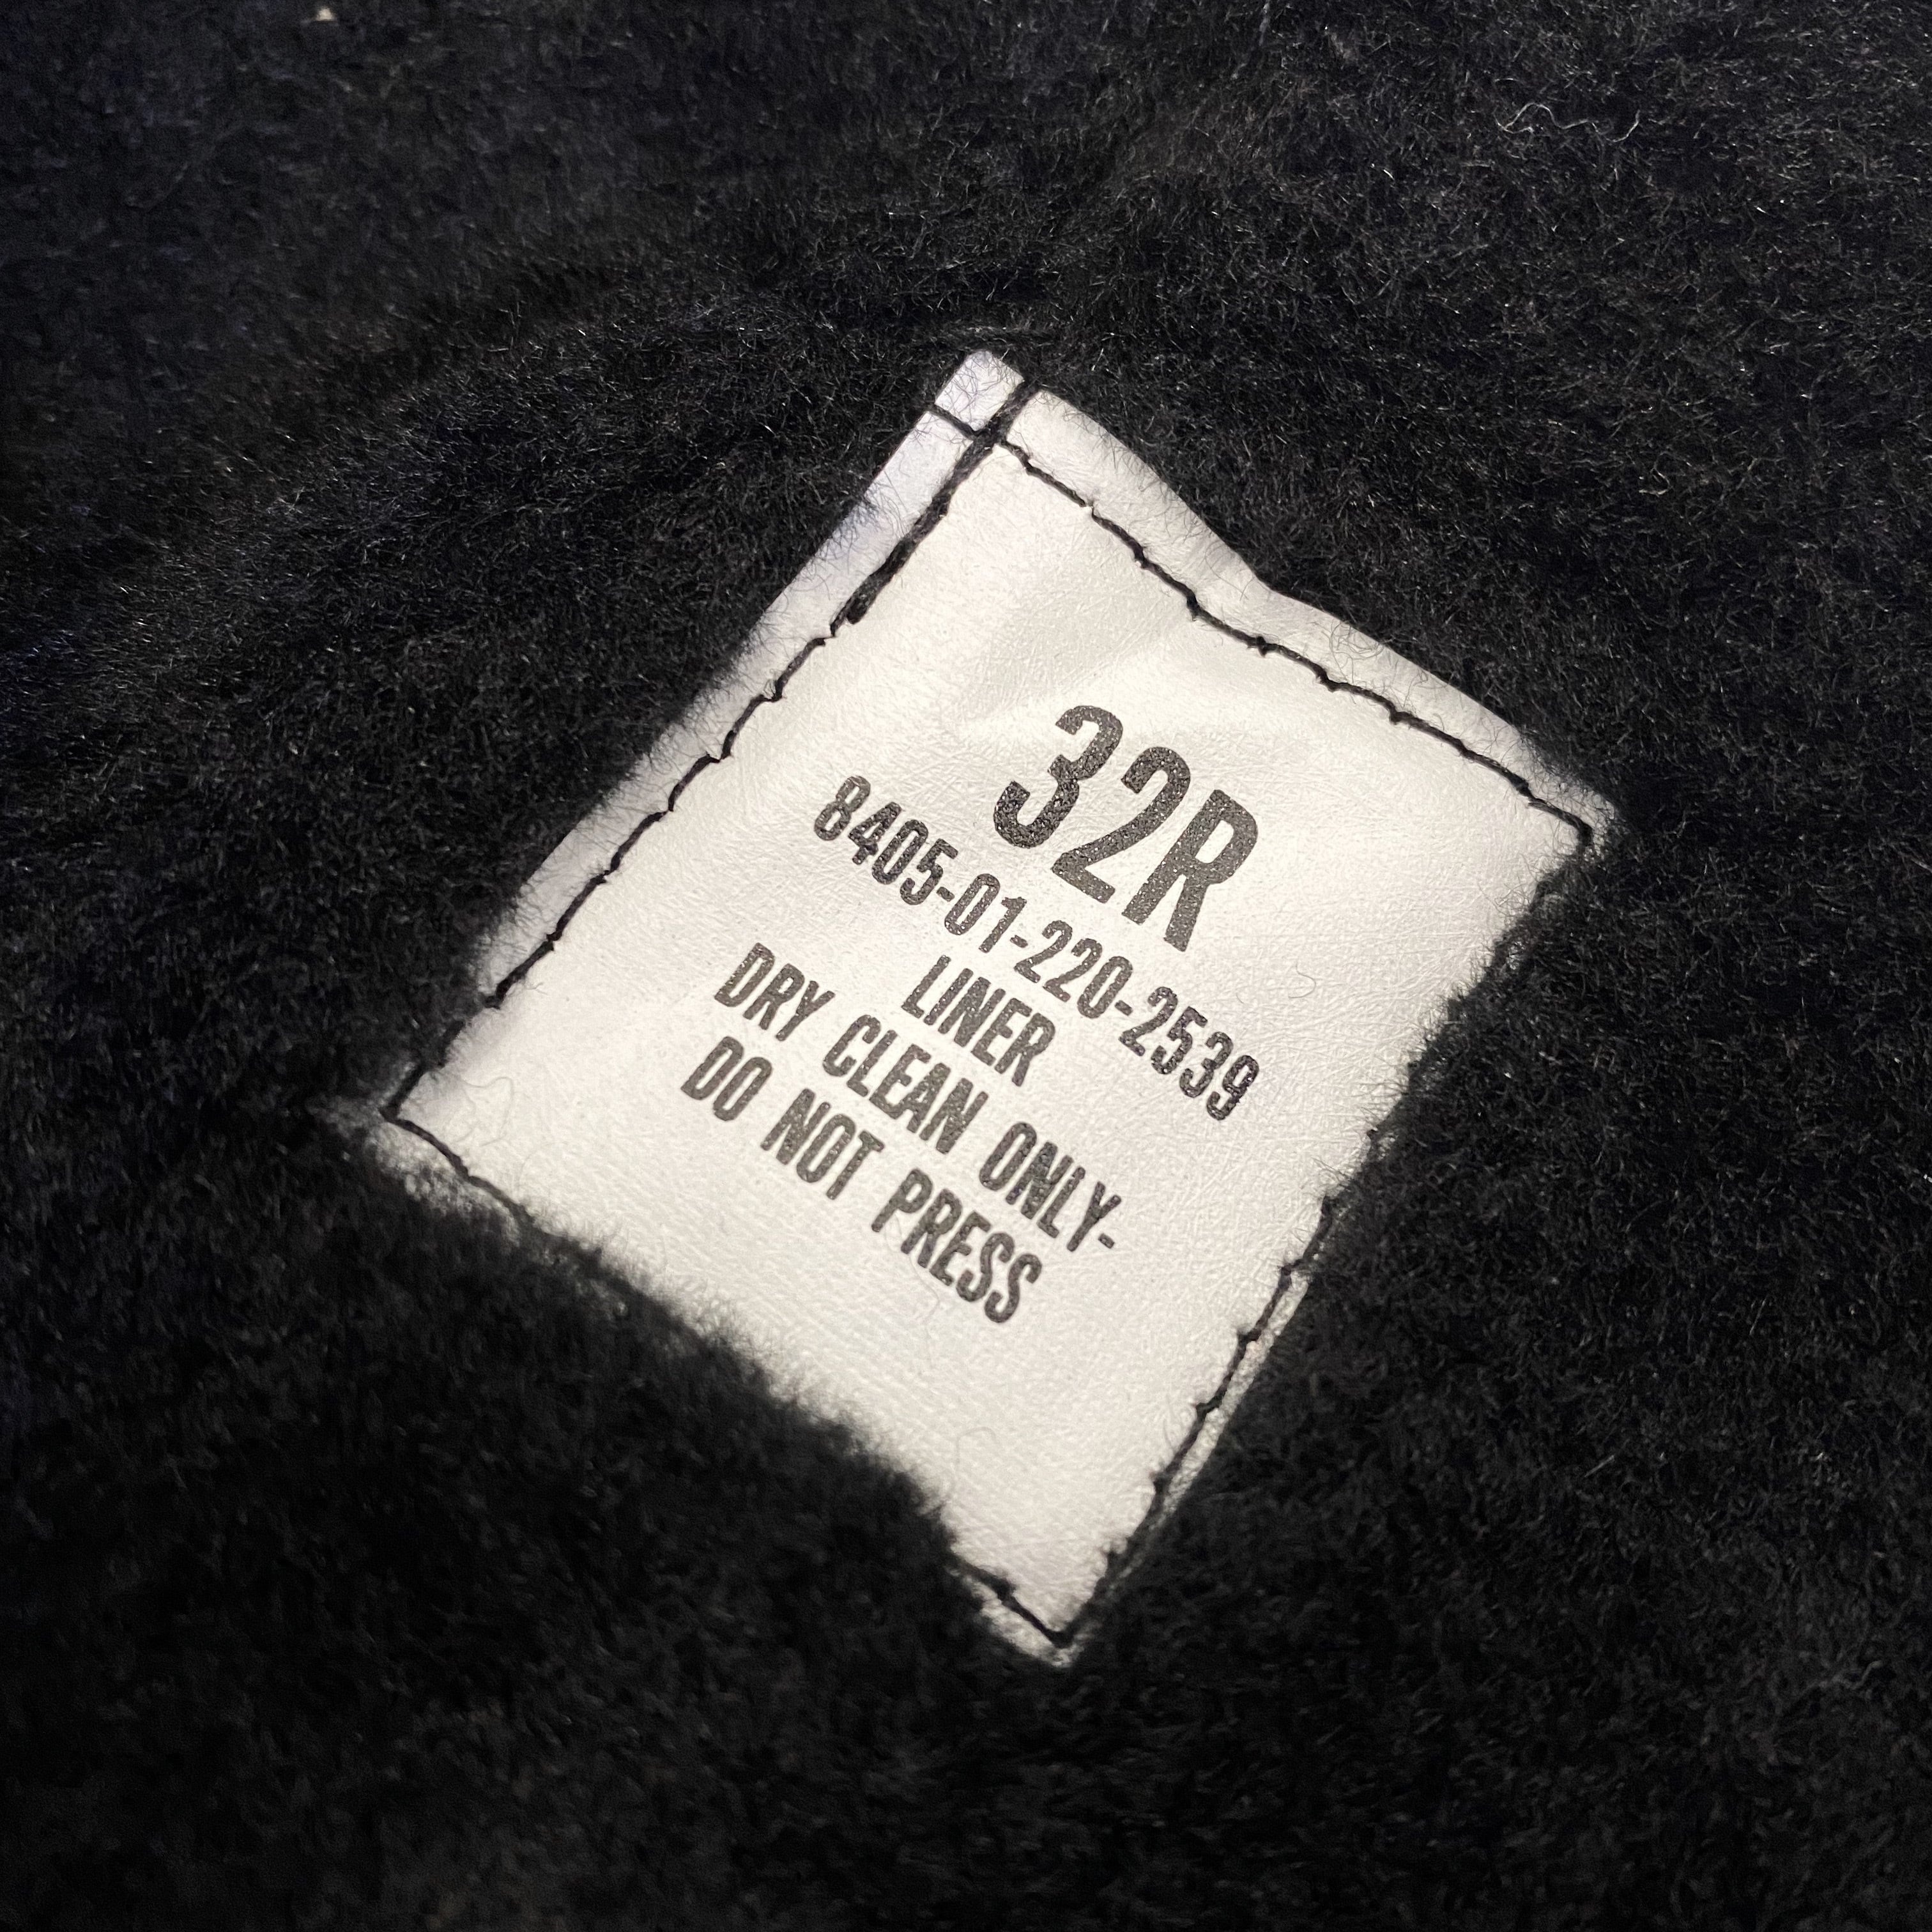 32R
8405-01-220-2539
LINER
DRY CLEAN ONLY-
DO NOT PRESS